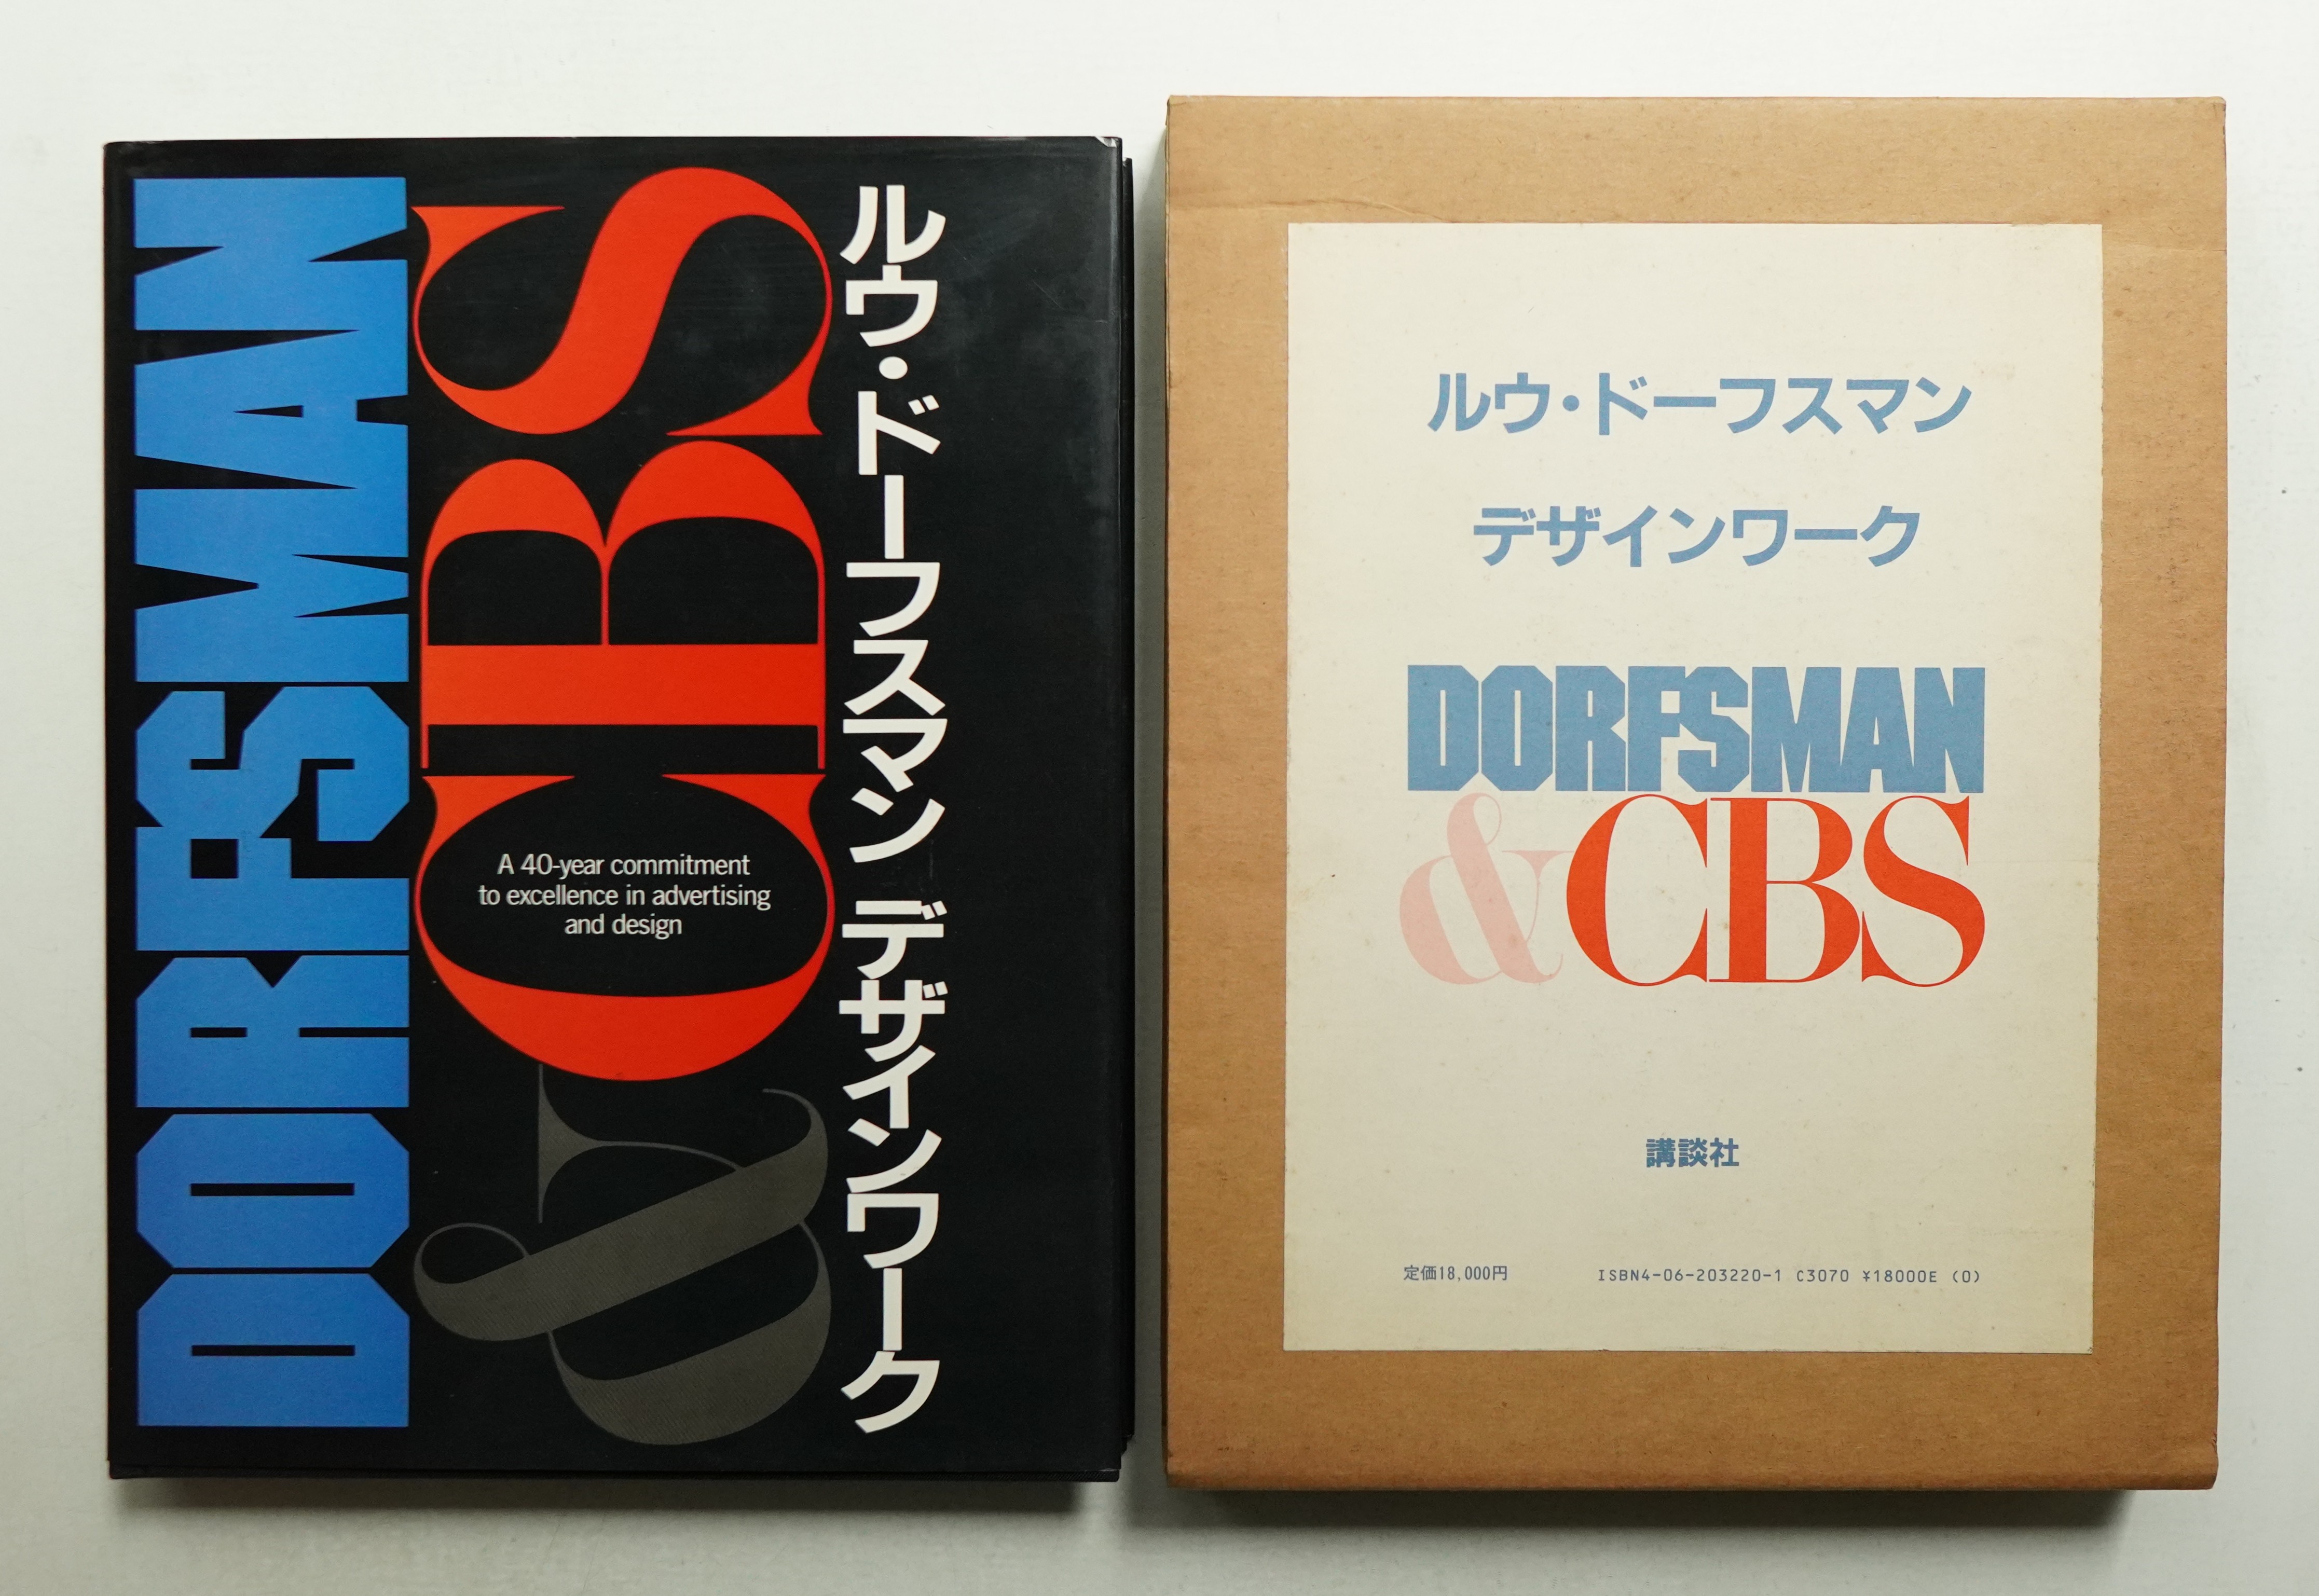 DORFSMAN
&CBS
A 40-year commitment
to excellence in advertising
and design
ルウ・ドーフスマン デザインワーク
ルウ・ドーフスマン
デザインワーク
DORFSMAN
&CBS
講談社
定価18,000円 ISBN4-06-203220-1 C3070 ¥18000E (0)